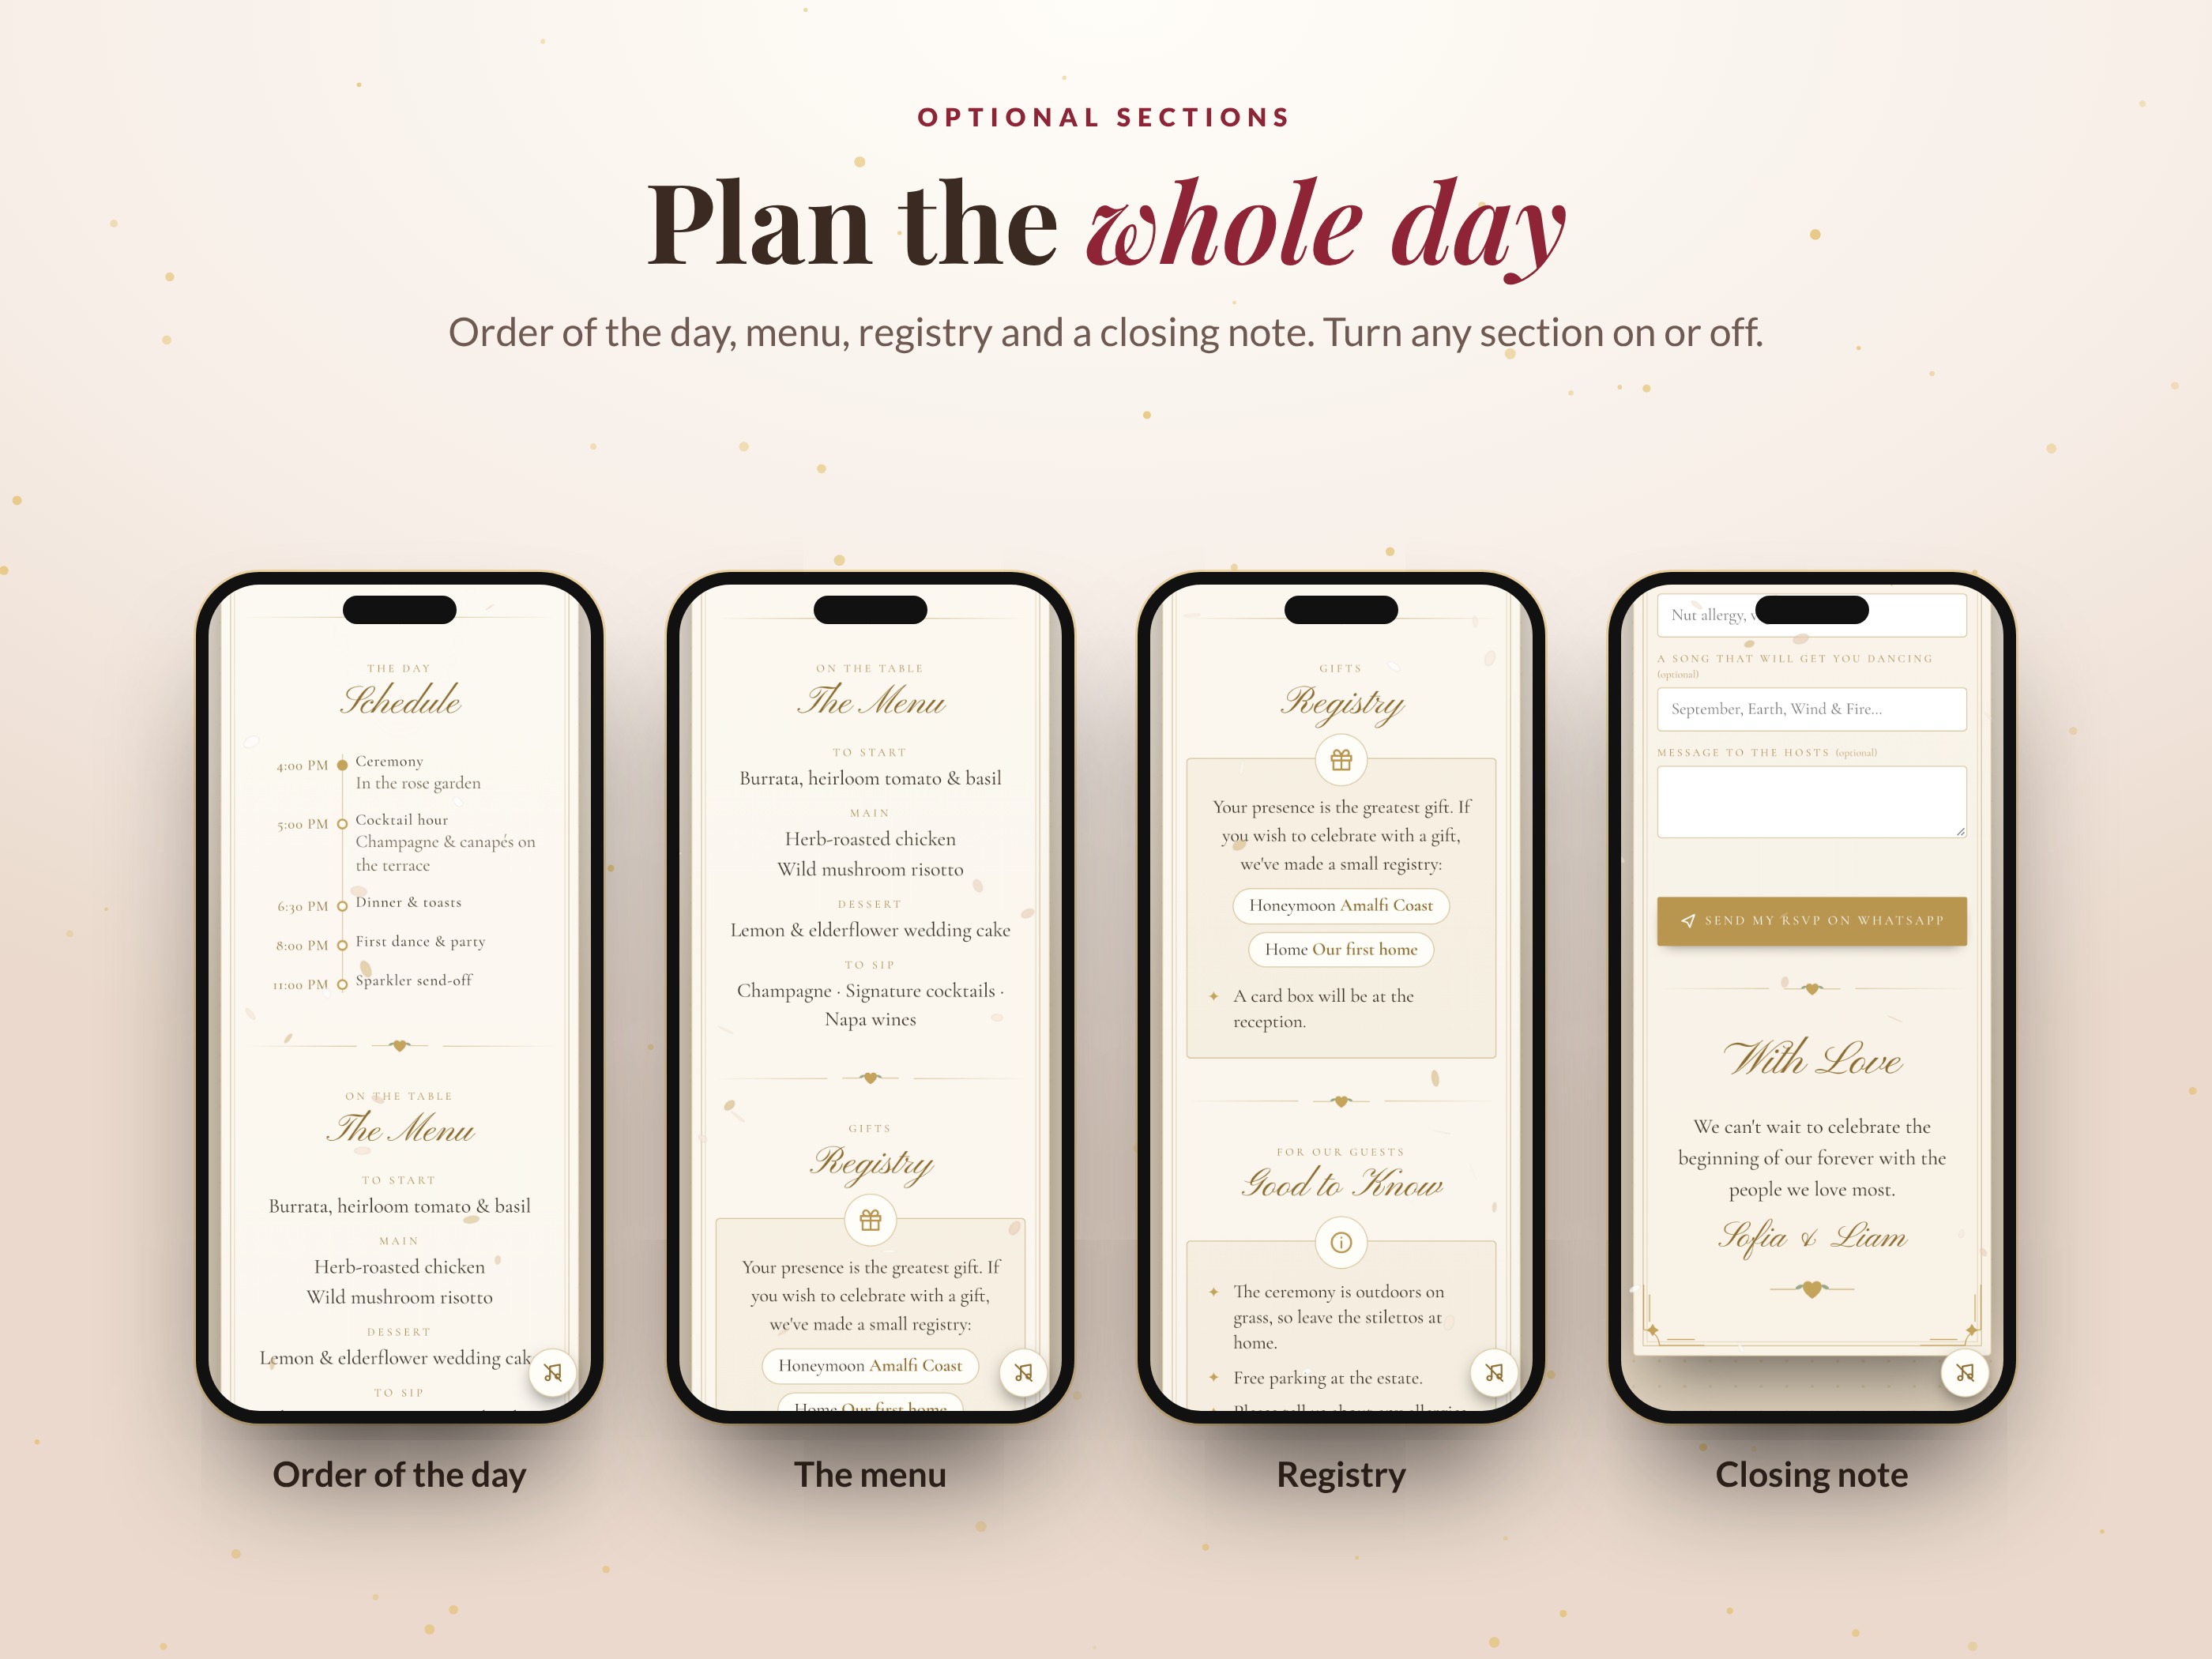 OPTIONAL SECTIONS
Plan the whole day
Order of the day, menu, registry and a closing note. Turn any section on or off.
THE DAY
Schedule
4:00 PM Ceremony
In the rose garden
5:00 PM Cocktail hour
Champagne & canapés on
the terrace
6:30 PM Dinner & toasts
8:00 PM First dance & party
11:00 PM Sparkler send-off
ON THE TABLE
The Menu
TO START
Burrata, heirloom tomato & basil
MAIN
Herb-roasted chicken
Wild mushroom risotto
DESSERT
Lemon & elderflower wedding cak
TO SIP
Order of the day
ON THE TABLE
The Menu
TO START
Burrata, heirloom tomato & basil
MAIN
Herb-roasted chicken
Wild mushroom risotto
DESSERT
Lemon & elderflower wedding cake
TO SIP
Champagne · Signature cocktails ·
Napa wines
GIFTS
Registry
Your presence is the greatest gift. If
you wish to celebrate with a gift,
we've made a small registry:
Honeymoon Amalfi Coast
Home Our first home
The menu
GIFTS
Registry
Your presence is the greatest gift. If
you wish to celebrate with a gift,
we've made a small registry:
Honeymoon Amalfi Coast
Home Our first home
A card box will be at the
reception.
FOR OUR GUESTS
Good to Know
The ceremony is outdoors on
grass, so leave the stilettos at
home.
Free parking at the estate.
Please tell us about any allergies
Registry
Nut allergy,
A SONG THAT WILL GET YOU DANCING
(optional)
September, Earth, Wind & Fire...
MESSAGE TO THE HOSTS (optional)
SEND MY RSVP ON WHATSAPP
With Love
We can't wait to celebrate the
beginning of our forever with the
people we love most.
Sofia & Liam
Closing note